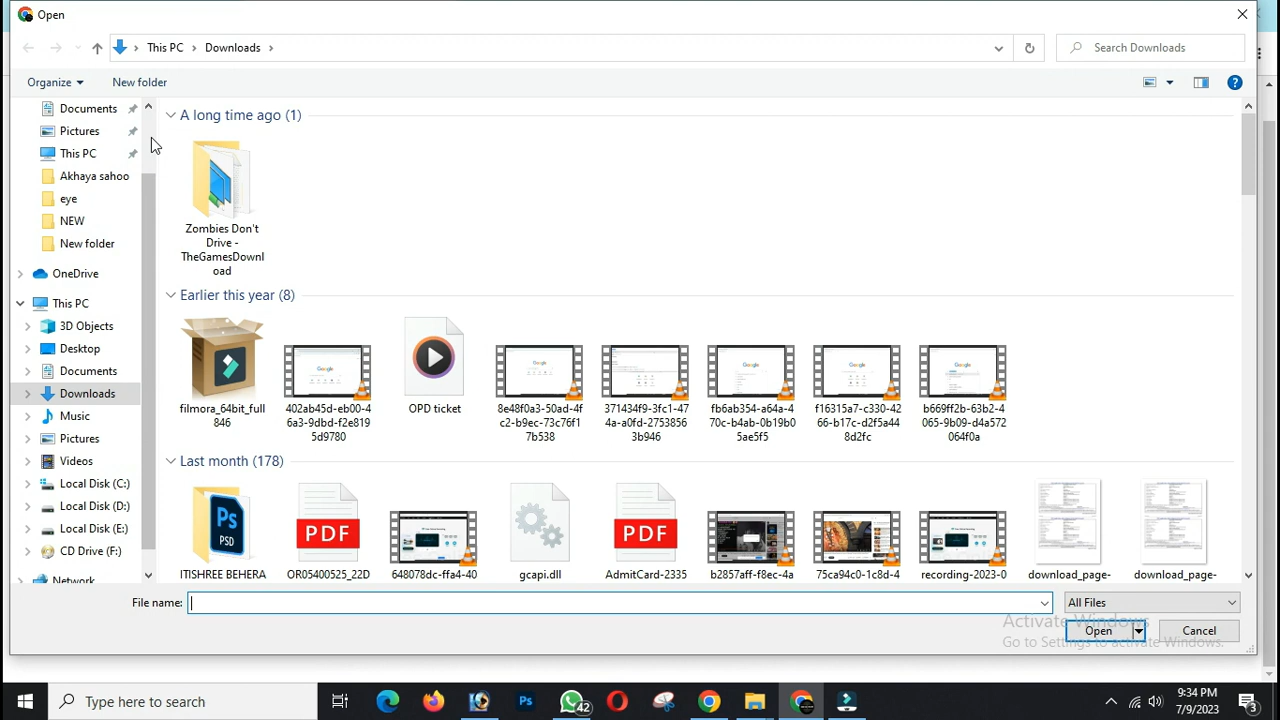 Open
This PC Downloads
Search Downloads
Organize New folder
Documents
Pictures
This PC
Akhaya sahoo
eye
NEW
New folder
OneDrive
This PC
3D Objects
Desktop
Documents
Downloads
Music
Pictures
Videos
Local Disk (C:)
Local Disk (D:)
Local Disk (E:)
CD Drive (F:)
Network
A long time ago (1)
Zombies Don't
Drive -
TheGamesDownl
oad
Earlier this year (8)
filmora_64bit_full
846
402ab45d-eb00-4
6a3-9dbd-f2e819
5d9780
OPD ticket
8e48f0a3-50ad-4f
c2-b9ec-73c76f1
7b538
371434f9-3fc1-47
4a-a0fd-2753856
3b946
fb6ab354-a64a-4
70c-b4ab-0b19b0
5ae5f5
f16315a7-c330-42
66-b17c-d2f5a44
8d2fc
b669ff2b-63b2-4
065-9b09-d4a572
064f0a
Last month (178)
Ps
PSD
ITISHREE BEHERA
PDF
OR05400525_22D
648078dc-ffa4-40
gcapi.dll
PDF
AdmitCard-2335
b2857aff-f8ec-4a
75ca94c0-1c8d-4
recording-2023-0
download_page-
download_page-
File name:
All Files
Open
Cancel
Activate Windows
Go to Settings to activate Windows.
Type here to search
Ps
42
9:34 PM
7/9/2023
3